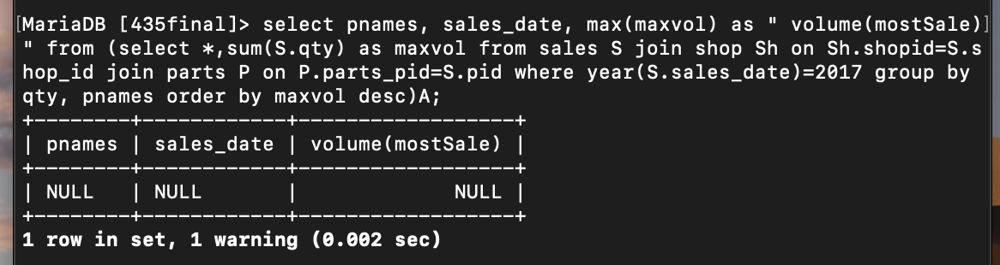 [MariaDB [435final]> select pnames, sales_date, max(maxvol) as " volume(mostSale)]
" from (select *,sum(S.qty) as maxvol from sales S join shop Sh on Sh.shopid=S.s
hop_id join parts P on P.parts_pid=S.pid where year(S.sales_date)=2017 group by
qty, pnames order by maxvol desc)A;
+--------+------------+-------------------+
| pnames | sales_date | volume(mostSale) |
+--------+------------+-------------------+
| NULL   | NULL       |              NULL |
+--------+------------+-------------------+
1 row in set, 1 warning (0.002 sec)